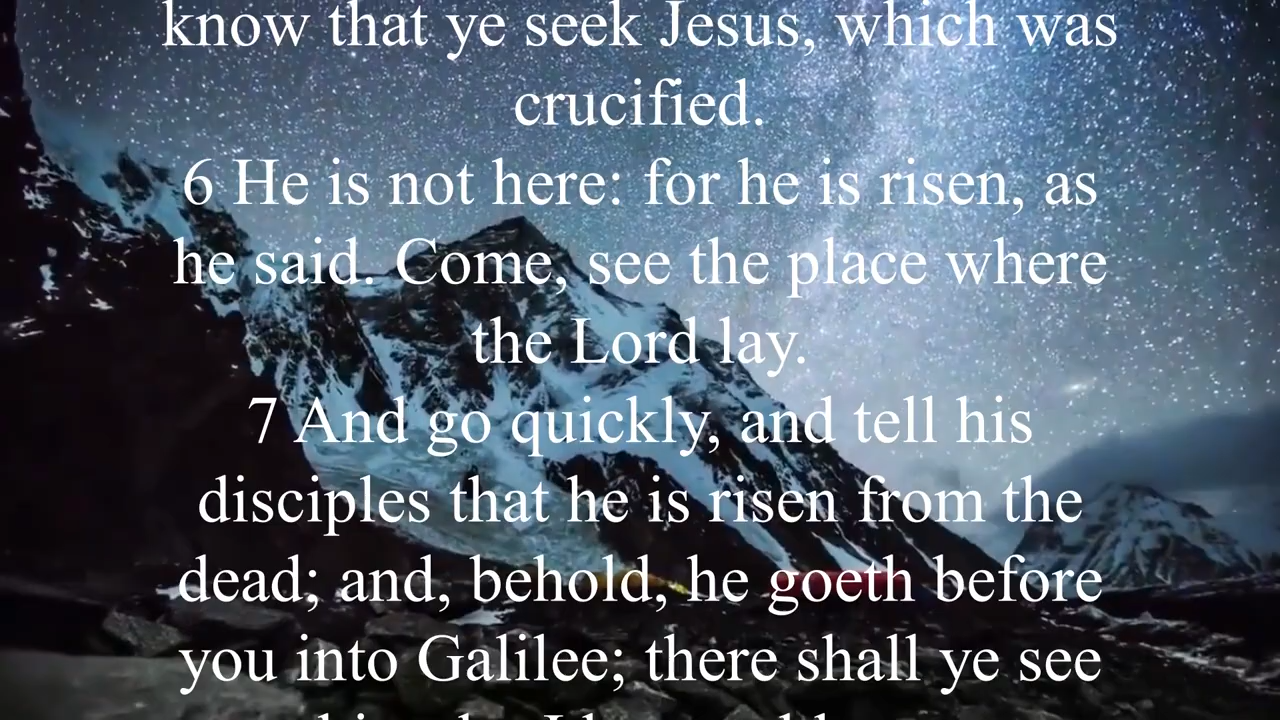 know that ye seek Jesus, which was
crucified.
6 He is not here: for he is risen, as
he said. Come, see the place where
the Lord lay.
7 And go quickly, and tell his
disciples that he is risen from the
dead; and, behold, he goeth before
you into Galilee; there shall ye see